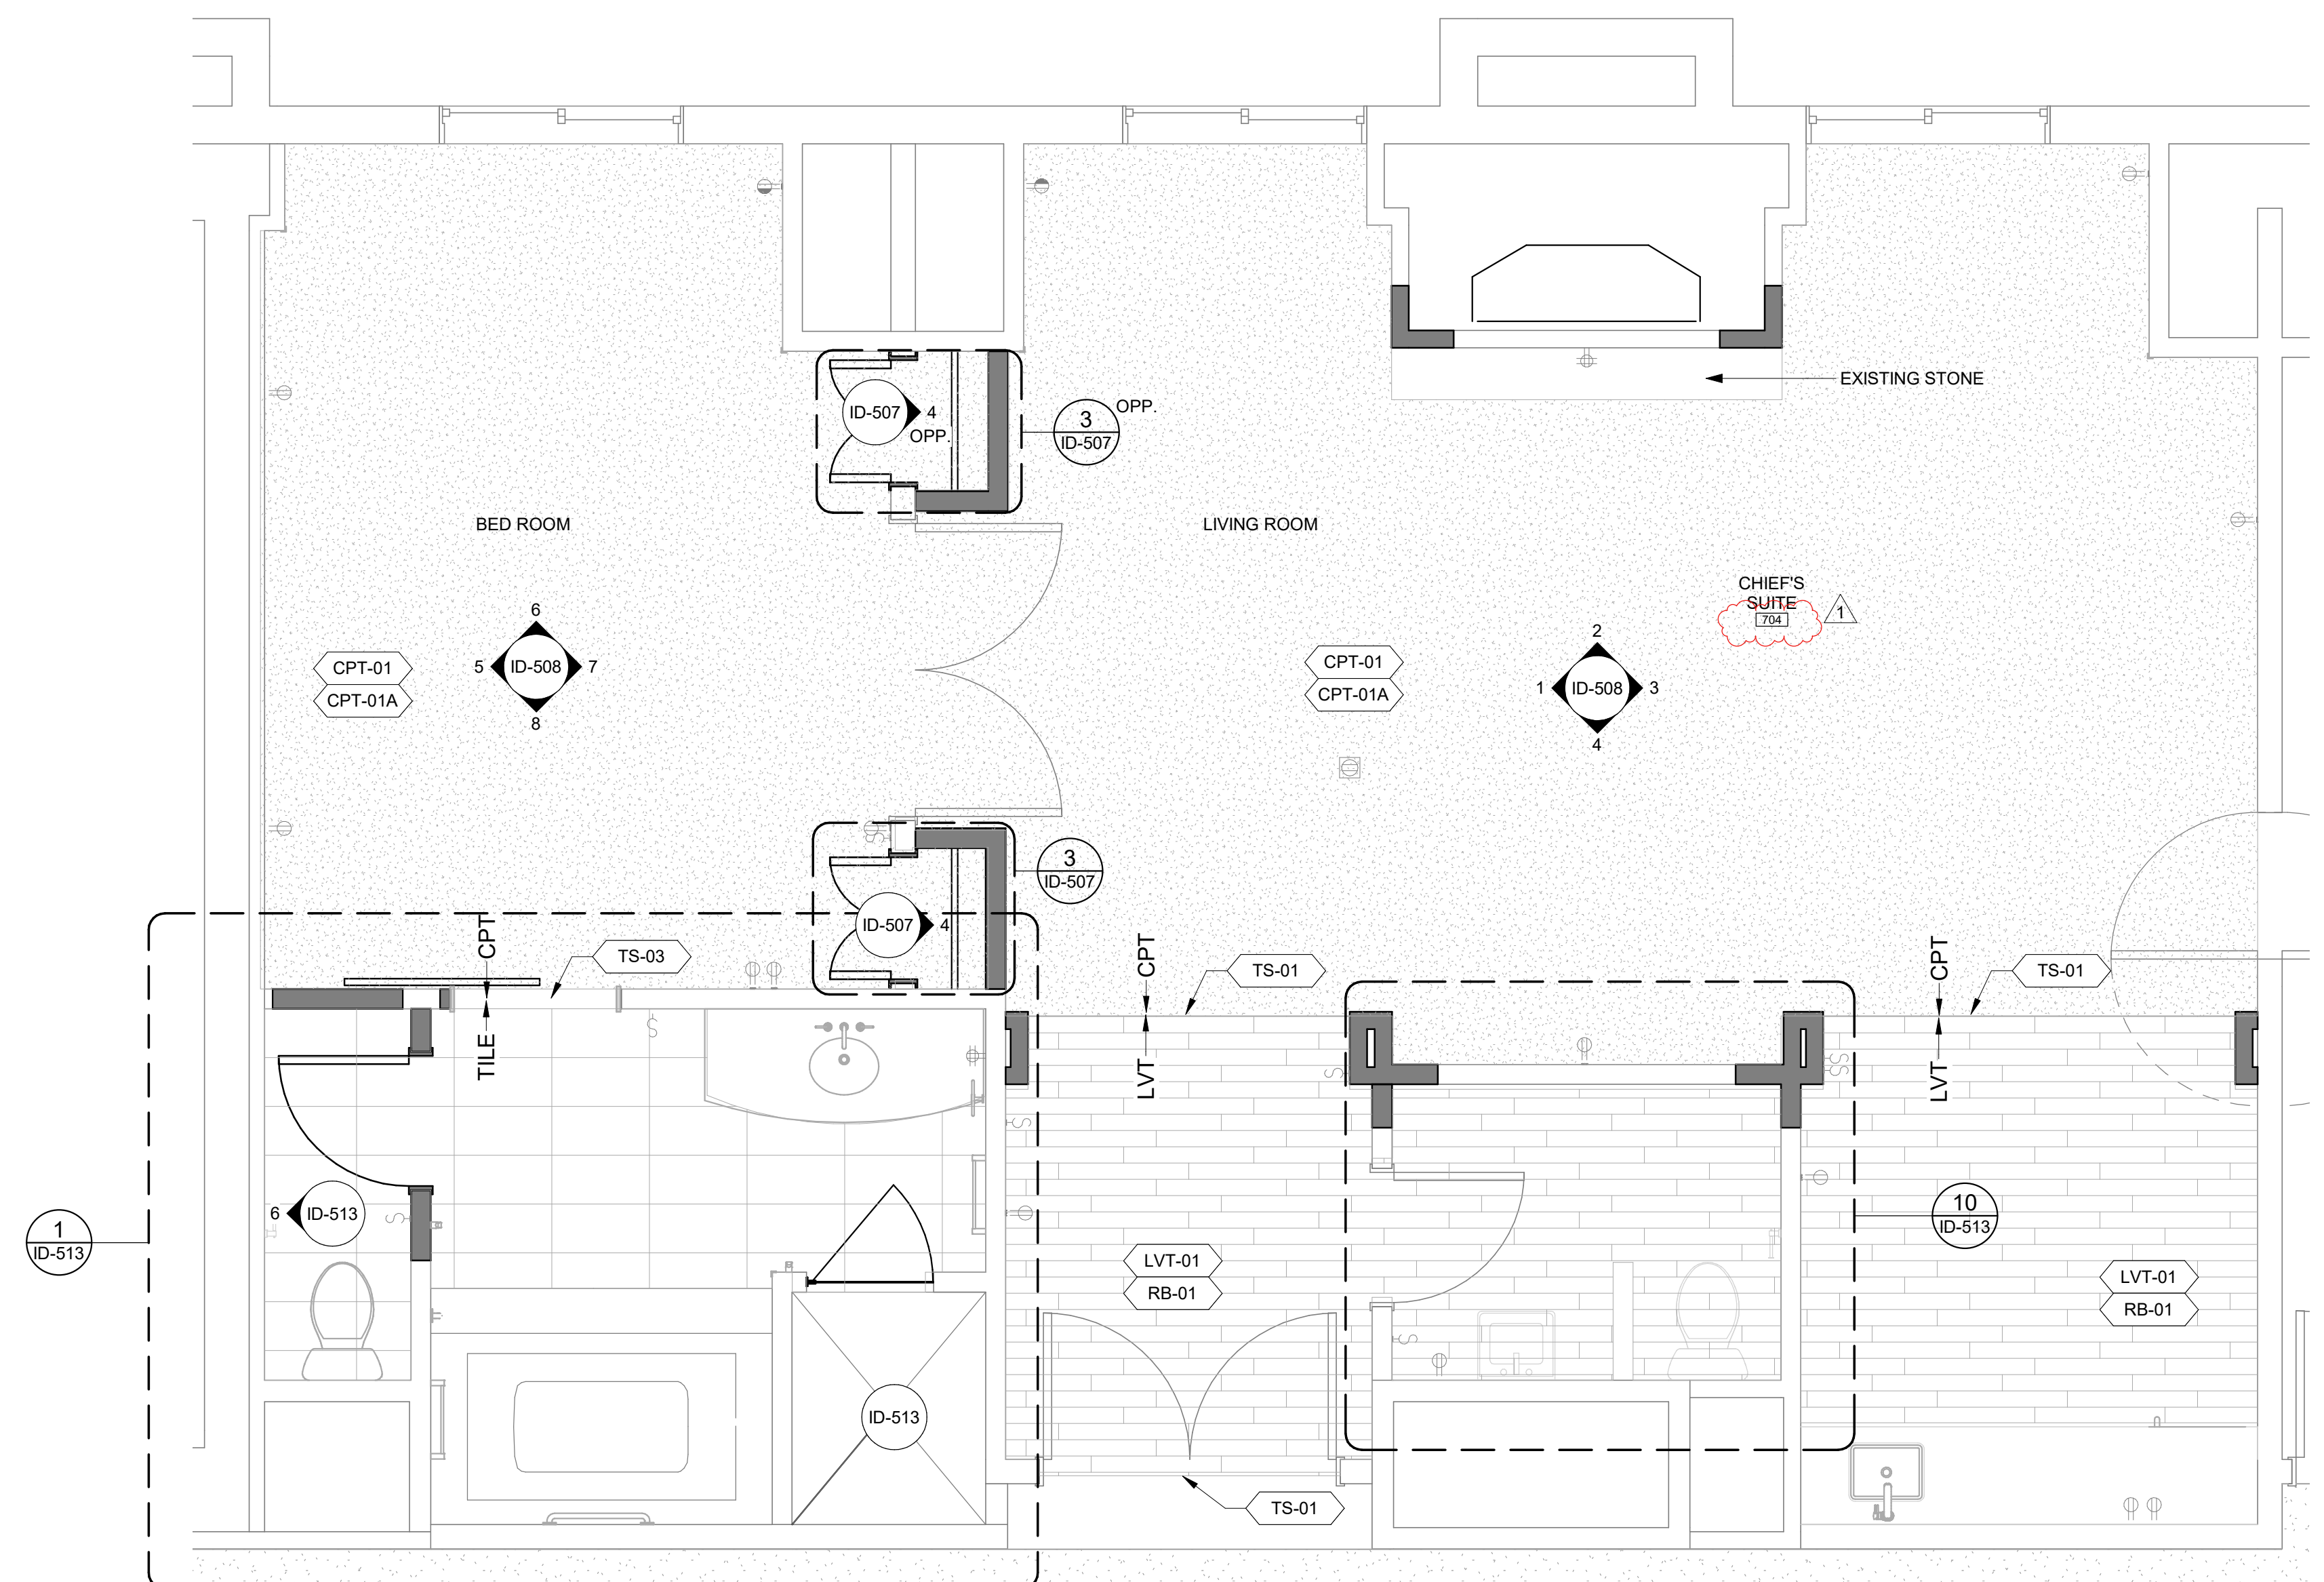 EXISTING STONE
ID-507
4
OPP.
3
ID-507
OPP.
BED ROOM
LIVING ROOM
CHIEF'S
SUITE
704
1
6
5
ID-508
7
8
CPT-01
CPT-01A
CPT-01
CPT-01A
2
1
ID-508
3
4
3
ID-507
ID-507
4
CPT
TILE
TS-03
CPT
LVT
TS-01
CPT
LVT
TS-01
6
ID-513
1
ID-513
10
ID-513
LVT-01
RB-01
LVT-01
RB-01
ID-513
TS-01
S
S
S
S
S
S
S
S